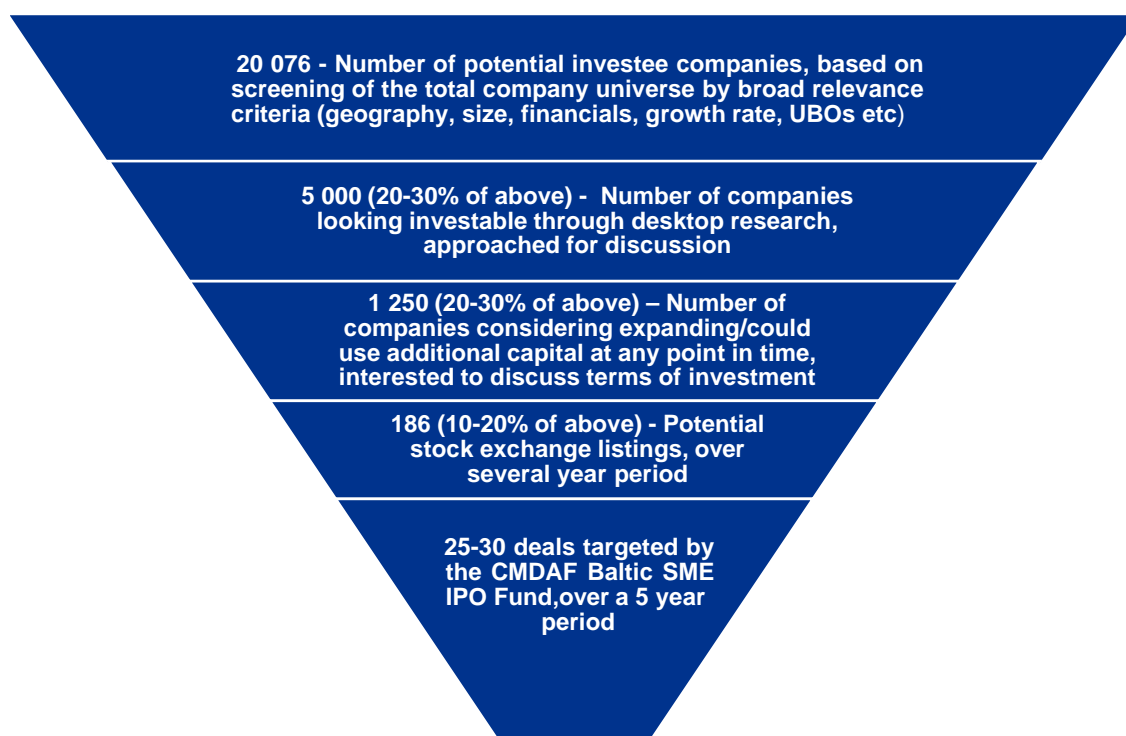 20 076 - Number of potential investee companies, based on
screening of the total company universe by broad relevance
criteria (geography, size, financials, growth rate, UBOs etc)
5 000 (20-30% of above) - Number of companies
looking investable through desktop research,
approached for discussion
1 250 (20-30% of above) – Number of
companies considering expanding/could
use additional capital at any point in time,
interested to discuss terms of investment
186 (10-20% of above) - Potential
stock exchange listings, over
several year period
25-30 deals targeted by
the CMDAF Baltic SME
IPO Fund,over a 5 year
period